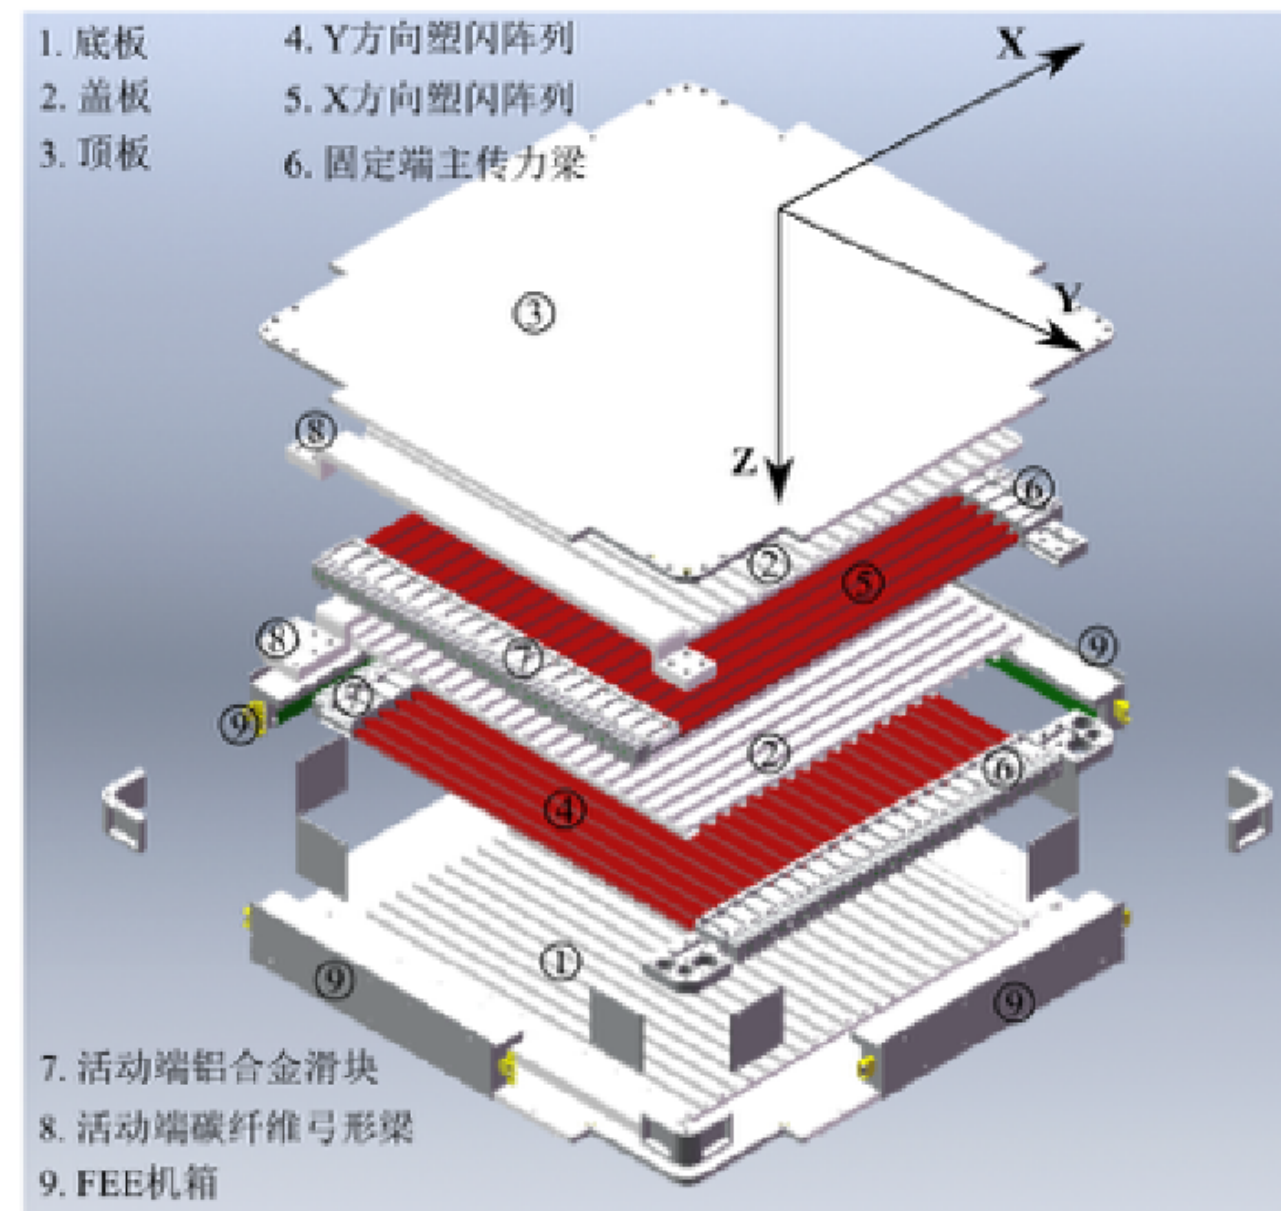 1. 底板
2. 盖板
3. 顶板
4. Y方向塑闪阵列
5. X方向塑闪阵列
6. 固定端主传力梁
X
Y
Z
③
⑧
⑥
②
⑤
⑧
⑦
⑨
⑨
⑦
②
⑥
④
①
⑨
⑨
7. 活动端铝合金滑块
8. 活动端碳纤维弓形梁
9. FEE机箱